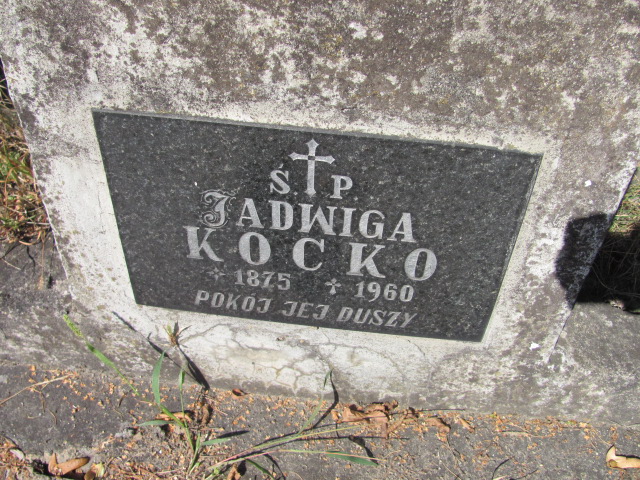 Ś. P.
JADWIGA
KOCKO
* 1875 + 1960
POKÓJ JEJ DUSZY